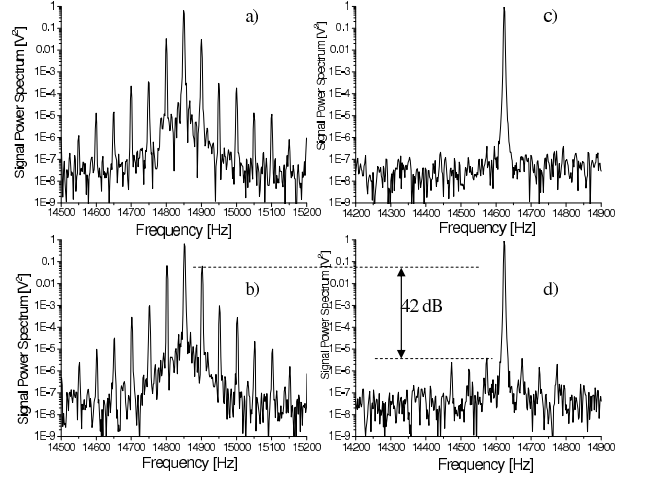 a)
Signal Power Spectrum [V²]
1
0.1
0.01
1E-3
1E-4
1E-5
1E-6
1E-7
1E-8
1E-9
14500 14600 14700 14800 14900 15000 15100 15200
Frequency [Hz]
c)
Signal Power Spectrum [V²]
1
0.1
0.01
1E-3
1E-4
1E-5
1E-6
1E-7
1E-8
1E-9
14200 14300 14400 14500 14600 14700 14800 14900
Frequency [Hz]
b)
Signal Power Spectrum [V²]
1
0.1
0.01
1E-3
1E-4
1E-5
1E-6
1E-7
1E-8
1E-9
14500 14600 14700 14800 14900 15000 15100 15200
Frequency [Hz]
d)
42 dB
Signal Power Spectrum [V²]
1
0.1
0.01
1E-3
1E-4
1E-5
1E-6
1E-7
1E-8
1E-9
14200 14300 14400 14500 14600 14700 14800 14900
Frequency [Hz]